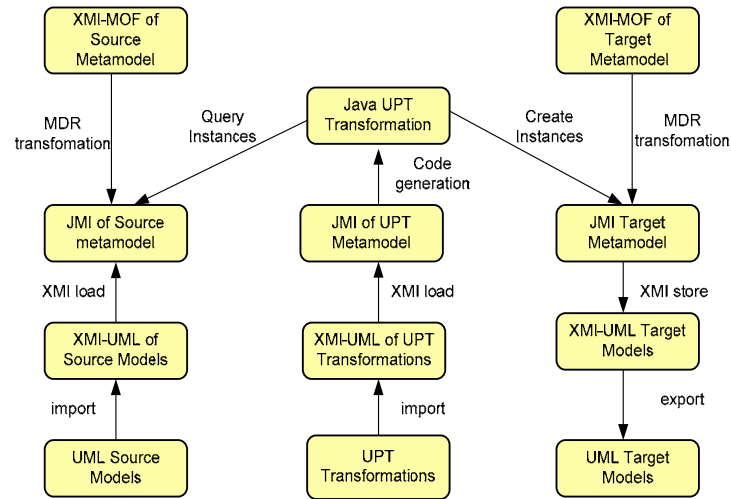 XMI-MOF of
Source
Metamodel
XMI-MOF of
Target
Metamodel
MDR
transfomation
Query
Instances
Java UPT
Transformation
Create
Instances
MDR
transfomation
Code
generation
JMI of Source
metamodel
JMI of UPT
Metamodel
JMI Target
Metamodel
XMI load
XMI load
XMI store
XMI-UML of
Source Models
XMI-UML of UPT
Transformations
XMI-UML Target
Models
import
import
export
UML Source
Models
UPT
Transformations
UML Target
Models